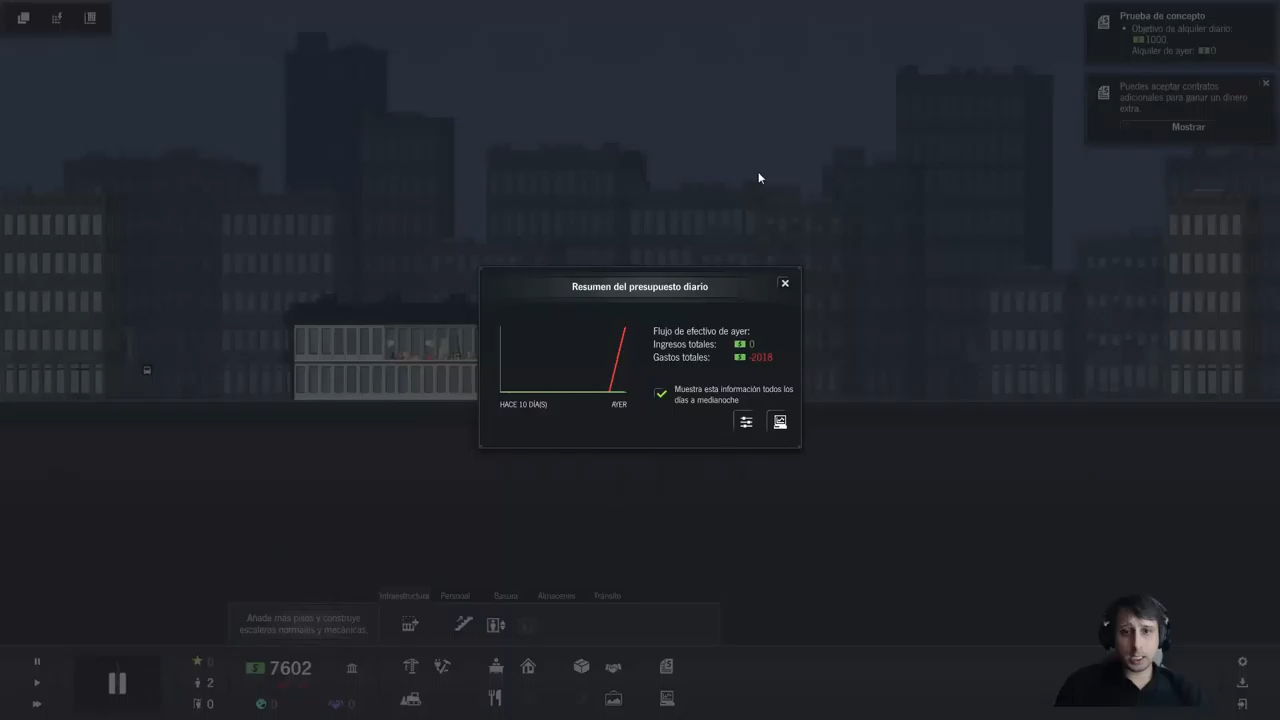 Prueba de concepto
• Objetivo de alquiler diario:
1000.
Alquiler de ayer: 0
Puedes aceptar contratos
adicionales para ganar un dinero
extra.
Mostrar
Resumen del presupuesto diario
Flujo de efectivo de ayer:
Ingresos totales: 0
Gastos totales: -2018
Muestra esta información todos los
días a medianoche
HACE 10 DÍA(S) AYER
Infraestructura Personal Basura Almacenes Tránsito
Añada más pisos y construye
escaleros normales y mecánicas.
0
7602
2
0
0
0